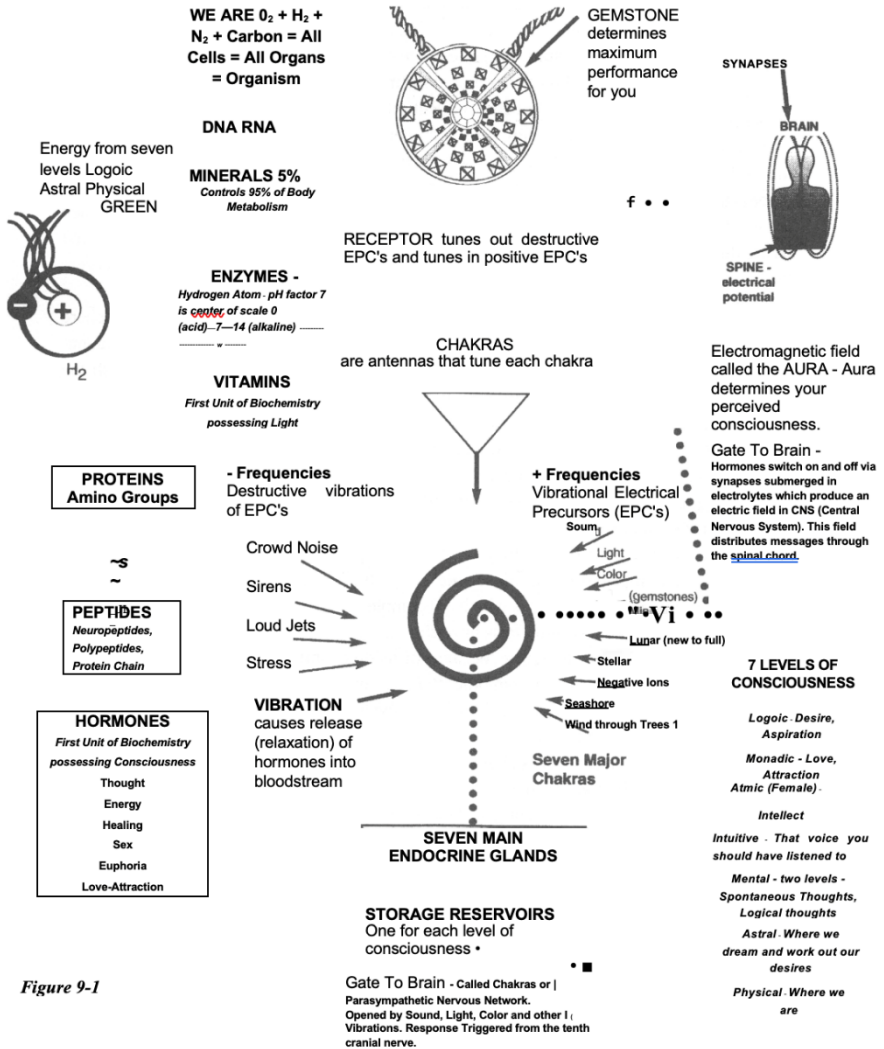 WE ARE 0₂ + H₂ +
N₂ + Carbon = All
Cells = All Organs
= Organism
DNA RNA
MINERALS 5%
Controls 95% of Body
Metabolism
ENZYMES -
Hydrogen Atom - pH factor 7
is center of scale 0
(acid)—7—14 (alkaline) ---------
------------- w --------
VITAMINS
First Unit of Biochemistry
possessing Light
Energy from seven
levels Logoic
Astral Physical
GREEN
H₂
GEMSTONE
determines
maximum
performance
for you
RECEPTOR tunes out destructive
EPC's and tunes in positive EPC's
SYNAPSES
BRAIN
f • •
SPINE -
electrical
potential
CHAKRAS
are antennas that tune each chakra
Electromagnetic field
called the AURA - Aura
determines your
perceived
consciousness.
Gate To Brain -
Hormones switch on and off via
synapses submerged in
electrolytes which produce an
electric field in CNS (Central
Nervous System). This field
distributes messages through
the spinal chord.
PROTEINS
Amino Groups
~s
~
PEPTIDES
Neuropeptides,
Polypeptides,
Protein Chain
HORMONES
First Unit of Biochemistry
possessing Consciousness
Thought
Energy
Healing
Sex
Euphoria
Love-Attraction
- Frequencies
Destructive vibrations
of EPC's
Crowd Noise
Sirens
Loud Jets
Stress
VIBRATION
causes release
(relaxation) of
hormones into
bloodstream
+ Frequencies
Vibrational Electrical
Precursors (EPC's)
Light
Color
(gemstones)
Vi
Lunar (new to full)
Stellar
Negative Ions
Seashore
Wind through Trees 1
Seven Major
Chakras
SEVEN MAIN
ENDOCRINE GLANDS
STORAGE RESERVOIRS
One for each level of
consciousness •
• ■
Gate To Brain - Called Chakras or |
Parasympathetic Nervous Network.
Opened by Sound, Light, Color and other I (
Vibrations. Response Triggered from the tenth
cranial nerve.
7 LEVELS OF
CONSCIOUSNESS
Logoic - Desire,
Aspiration
Monadic - Love,
Attraction
Atmic (Female) -
Intellect
Intuitive - That voice you
should have listened to
Mental - two levels -
Spontaneous Thoughts,
Logical thoughts
Astral - Where we
dream and work out our
desires
Physical - Where we
are
Figure 9-1